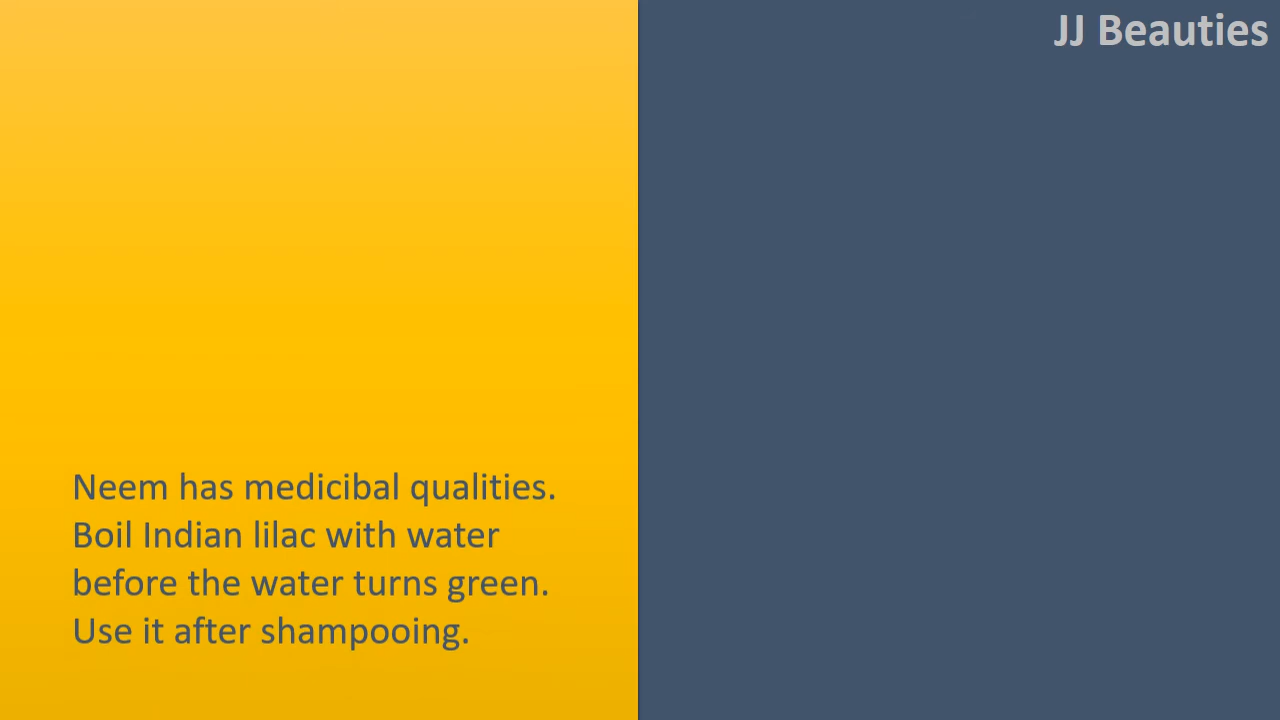 JJ Beauties
Neem has medicibal qualities.
Boil Indian lilac with water
before the water turns green.
Use it after shampooing.